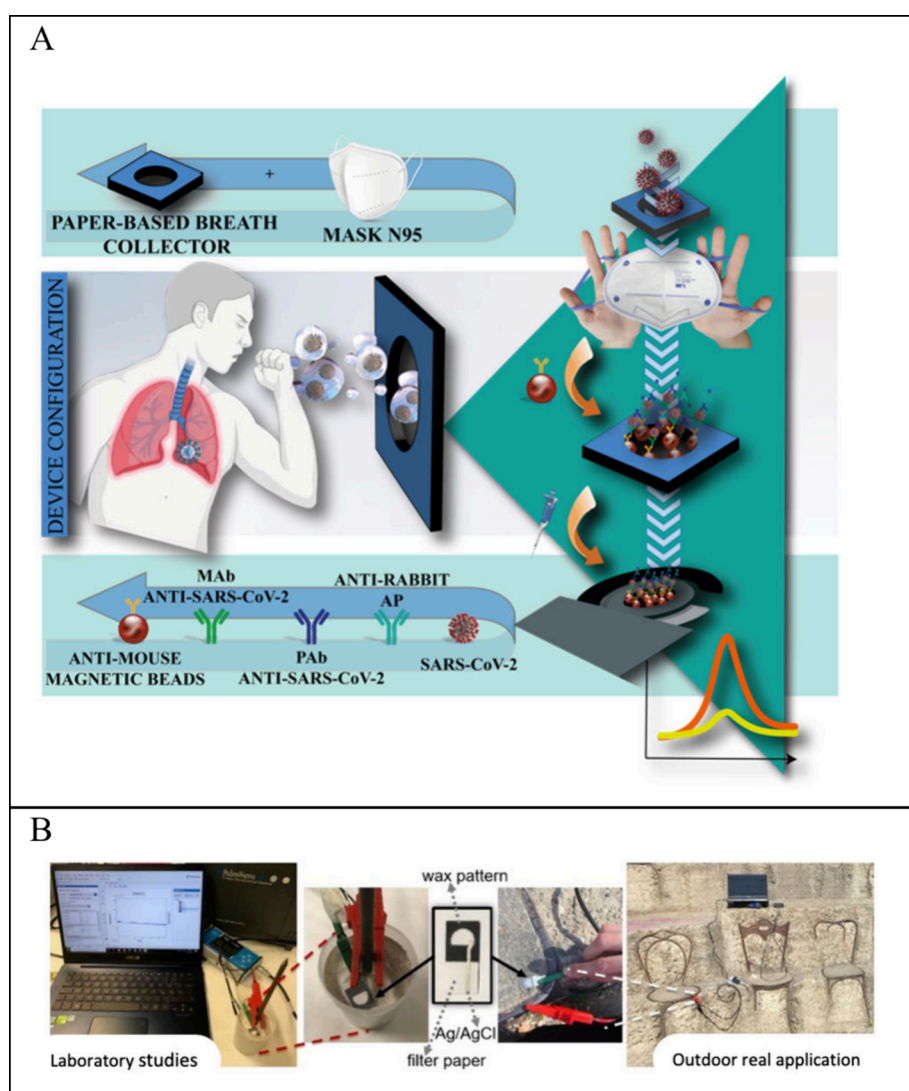 A
PAPER-BASED BREATH
COLLECTOR
+
MASK N95
DEVICE CONFIGURATION
MAb
ANTI-SARS-CoV-2
ANTI-RABBIT
AP
ANTI-MOUSE
MAGNETIC BEADS
PAb
ANTI-SARS-CoV-2
SARS-CoV-2
B
PalmSens
wax pattern
Ag/AgCl
filter paper
Laboratory studies
Outdoor real application